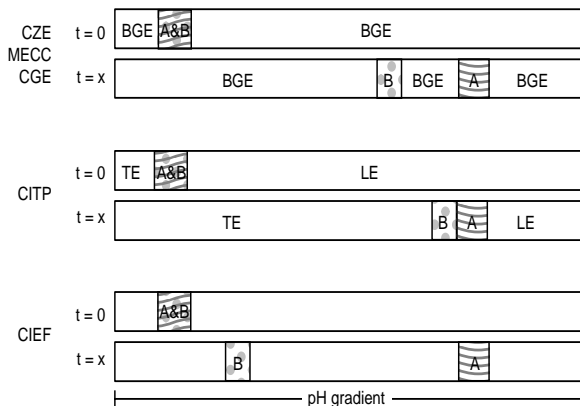 CZE
MECC
CGE
t = 0
BGE A&B BGE
t = x
BGE B BGE A BGE
CITP
t = 0
TE A&B LE
t = x
TE B A LE
CIEF
t = 0
A&B
t = x
B A
pH gradient